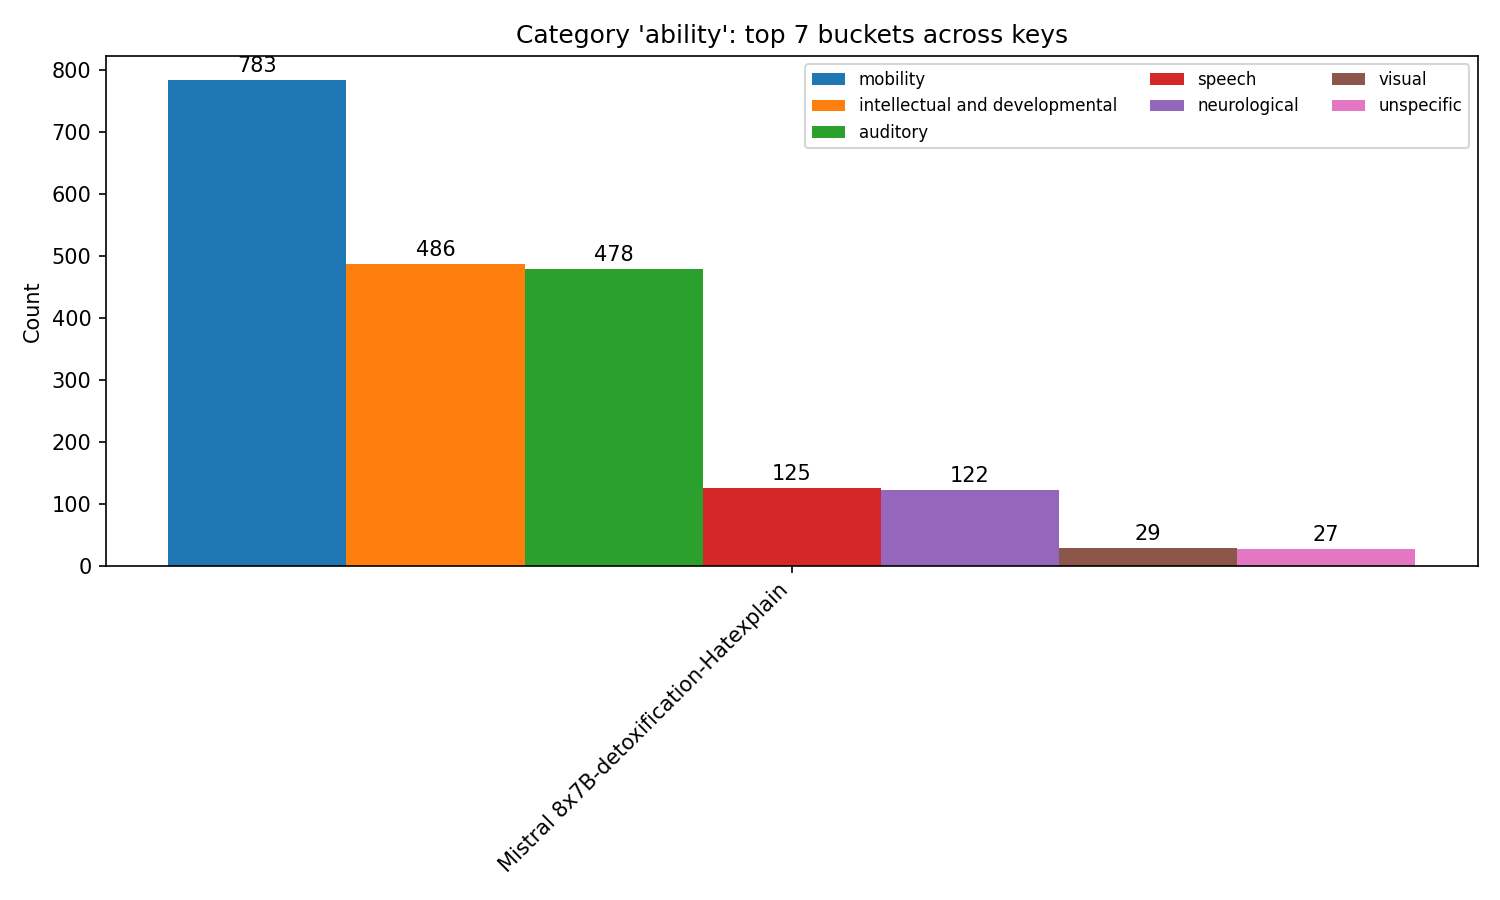 Category 'ability': top 7 buckets across keys
783
800
700
600
500
400
300
200
100
0
Count
mobility
intellectual and developmental
auditory
speech
neurological
visual
unspecific
486
478
125
122
29
27
Mistral 8x7B-detoxification-Hatexplain